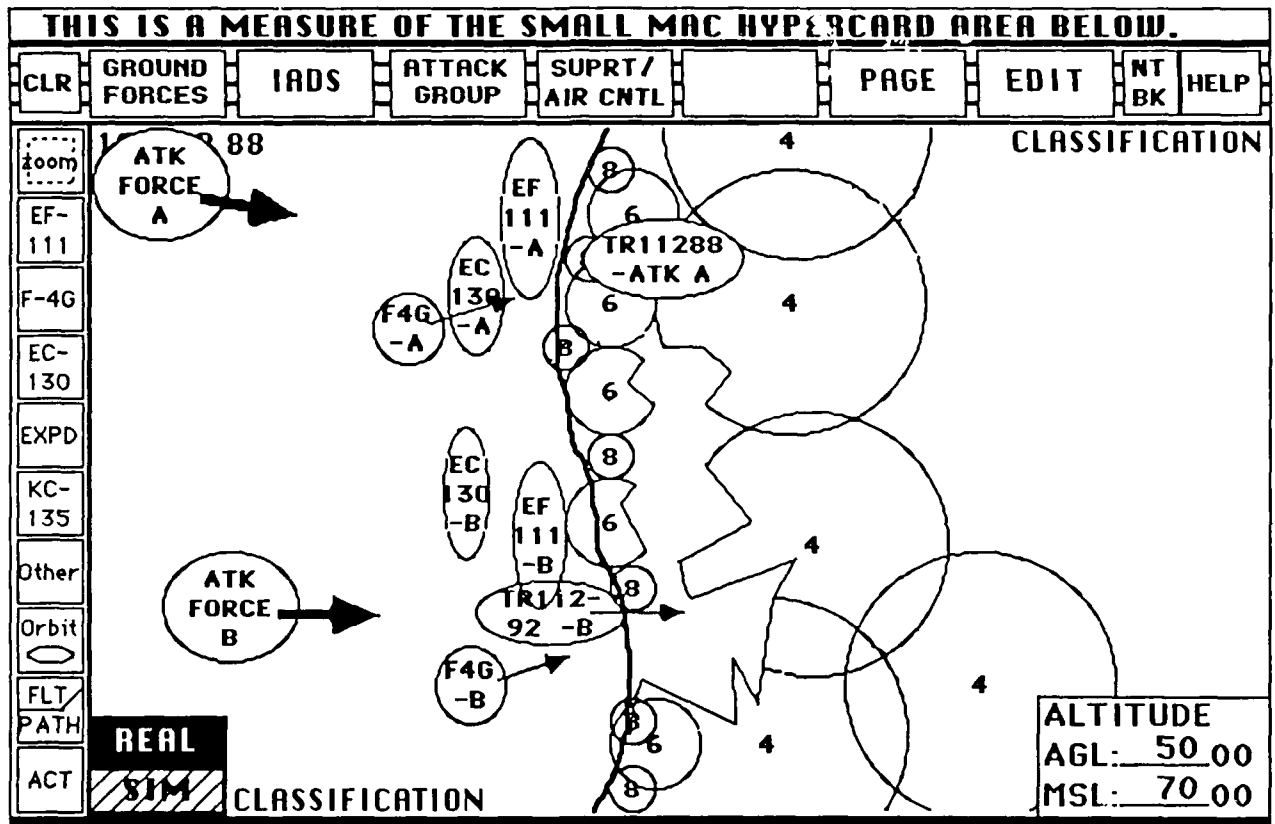 THIS IS A MEASURE OF THE SMALL MAC HYPERCARD AREA BELOW.
CLR
GROUND
FORCES
IADS
ATTACK
GROUP
SUPRT/
AIR CNTL
PAGE
EDIT
NT
BK
HELP
zoom
EF-
111
F-4G
EC-
130
EXPD
KC-
135
Other
Orbit
FLT
PATH
ACT
88
CLASSIFICATION
ATK
FORCE
A
EF
111
-A
EC
130
-A
F4G
-A
8
6
TR11288
-ATK A
6
8
6
8
6
8
4
4
4
4
4
EC
130
-B
EF
111
-B
TR112-
92 -B
ATK
FORCE
B
F4G
-B
8
6
8
REAL
SIM
CLASSIFICATION
ALTITUDE
AGL: 50 00
MSL: 70 00